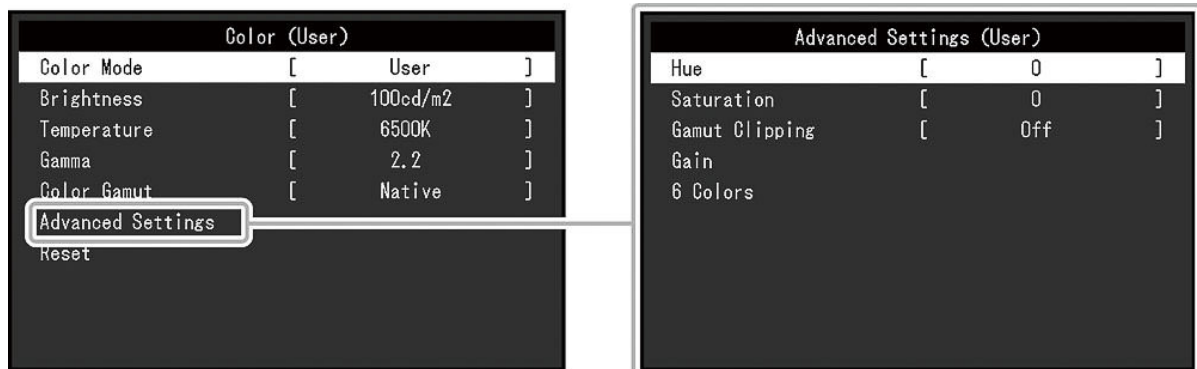 Color (User)
Color Mode [ User ]
Brightness [ 100cd/m2 ]
Temperature [ 6500K ]
Gamma [ 2.2 ]
Color Gamut [ Native ]
Advanced Settings
Reset
Advanced Settings (User)
Hue [ 0 ]
Saturation [ 0 ]
Gamut Clipping [ Off ]
Gain
6 Colors